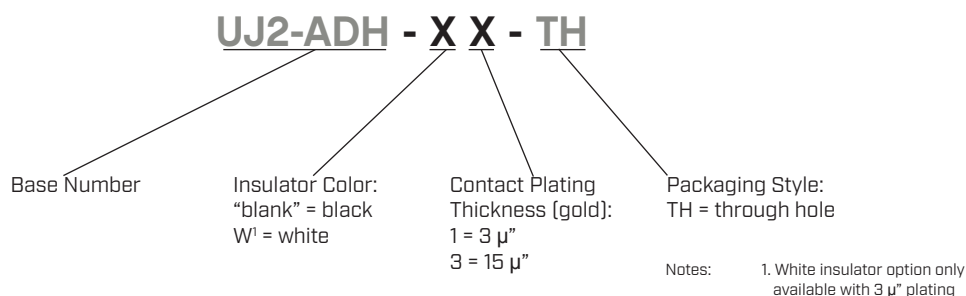 UJ2-ADH - X X - TH
Base Number
Insulator Color:
“blank” = black
W¹ = white
Contact Plating
Thickness (gold):
1 = 3 µ”
3 = 15 µ”
Packaging Style:
TH = through hole
Notes: 1. White insulator option only
available with 3 µ” plating